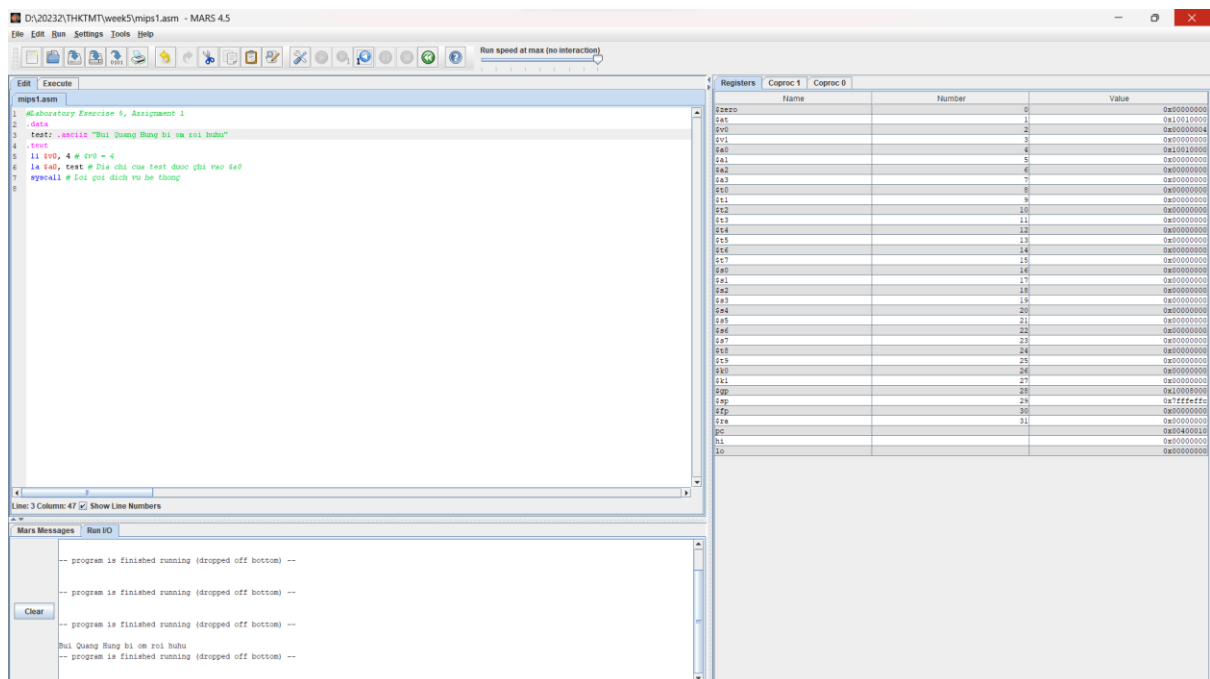 D:\20232\THKTMT\week5\mips1.asm - MARS 4.5
File Edit Run Settings Tools Help
Run speed at max (no interaction)
Edit Execute
mips1.asm
1 #Laboratory Exercise 5, Assignment 1
2 .data
3 test: .asciiz "Bui Quang Hung bi om roi huhu"
4 .text
5 li $v0, 4 # $v0 = 4
6 la $a0, test # Dia chi cua test duoc ghi vao $a0
7 syscall # Loi goi dich vu he thong
8
Line: 3 Column: 47 Show Line Numbers
Mars Messages Run I/O
-- program is finished running (dropped off bottom) --
-- program is finished running (dropped off bottom) --
Clear
-- program is finished running (dropped off bottom) --
Bui Quang Hung bi om roi huhu
-- program is finished running (dropped off bottom) --
Registers Coproc 1 Coproc 0
Name Number Value
$zero 0 0x00000000
$at 1 0x10010000
$v0 2 0x00000004
$v1 3 0x00000000
$a0 4 0x10010000
$a1 5 0x00000000
$a2 6 0x00000000
$a3 7 0x00000000
$t0 8 0x00000000
$t1 9 0x00000000
$t2 10 0x00000000
$t3 11 0x00000000
$t4 12 0x00000000
$t5 13 0x00000000
$t6 14 0x00000000
$t7 15 0x00000000
$s0 16 0x00000000
$s1 17 0x00000000
$s2 18 0x00000000
$s3 19 0x00000000
$s4 20 0x00000000
$s5 21 0x00000000
$s6 22 0x00000000
$s7 23 0x00000000
$t8 24 0x00000000
$t9 25 0x00000000
$k0 26 0x00000000
$k1 27 0x00000000
$gp 28 0x10008000
$sp 29 0x7fffeffc
$fp 30 0x00000000
$ra 31 0x00000000
pc 0x00400010
hi 0x00000000
lo 0x00000000